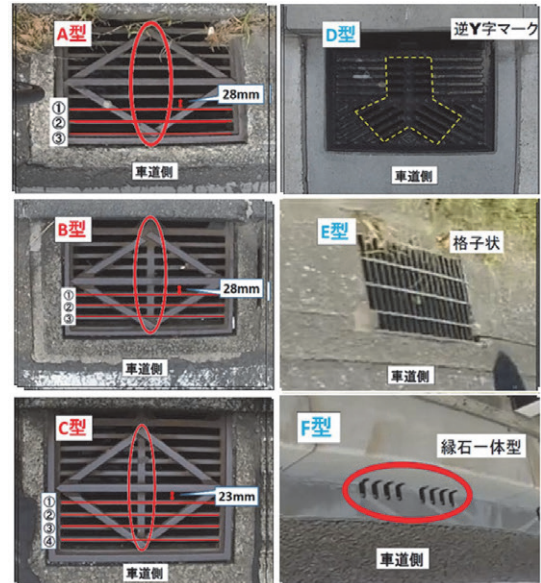 A型
28mm
①
②
③
車道側
D型
逆Y字マーク
車道側
B型
28mm
①
②
③
車道側
E型
格子状
車道側
C型
23mm
①
②
③
④
車道側
F型
縁石一体型
車道側